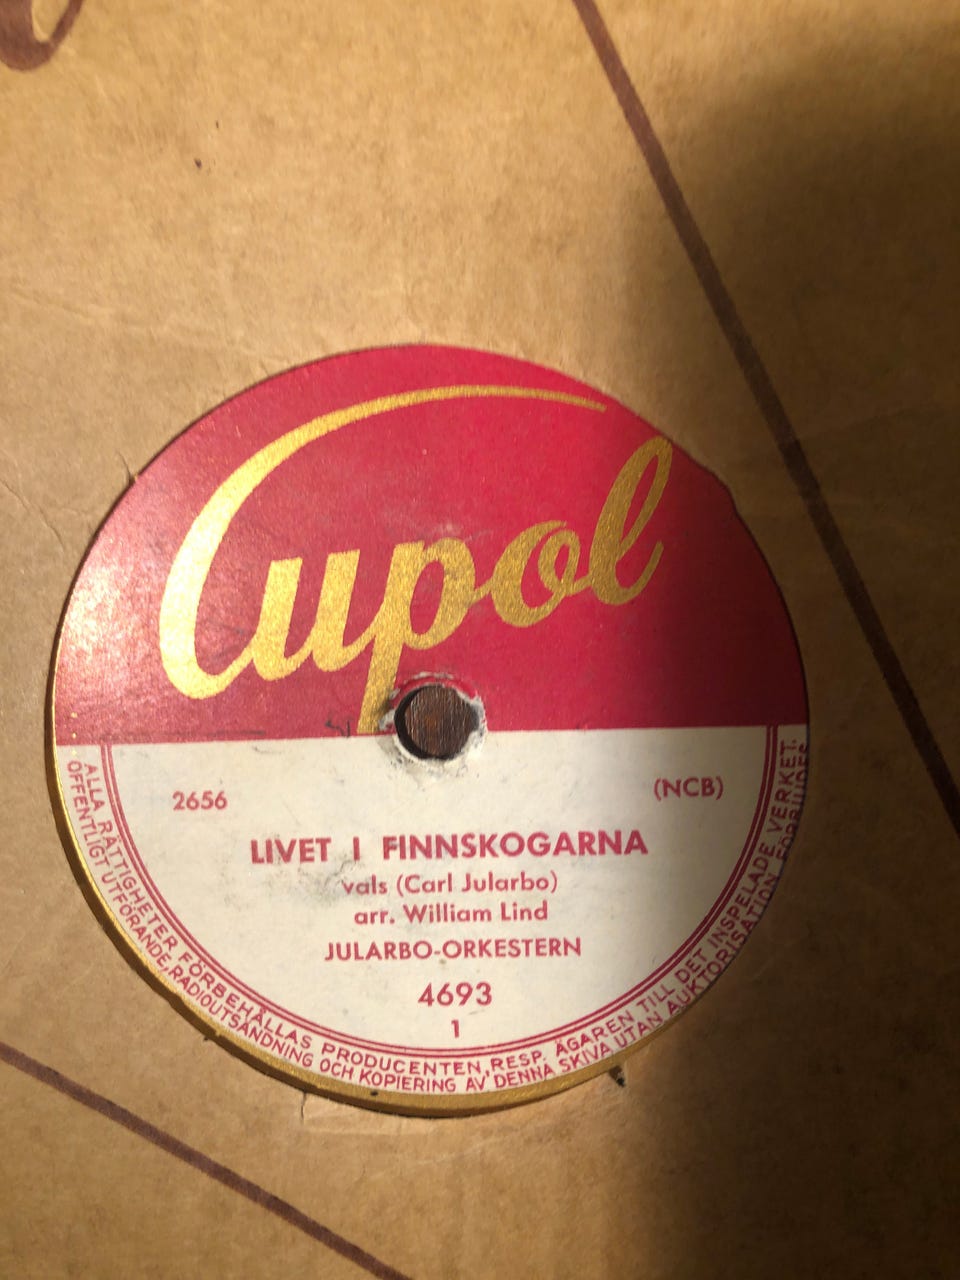 Cupol
2656
(NCB)
LIVET I FINNSKOGARNA
vals (Carl Jularbo)
arr. William Lind
JULARBO-ORKESTERN
4693
1
ALLA RÄTTIGHETER FÖRBEHÅLLAS PRODUCENTEN, RESP. ÄGAREN TILL DET INSPELADE VERKET.
OFFENTLIGT UTFÖRANDE, RADIOUTSÄNDNING OCH KOPIERING AV DENNA SKIVA UTAN AUKTORISATION FÖRBJUDES